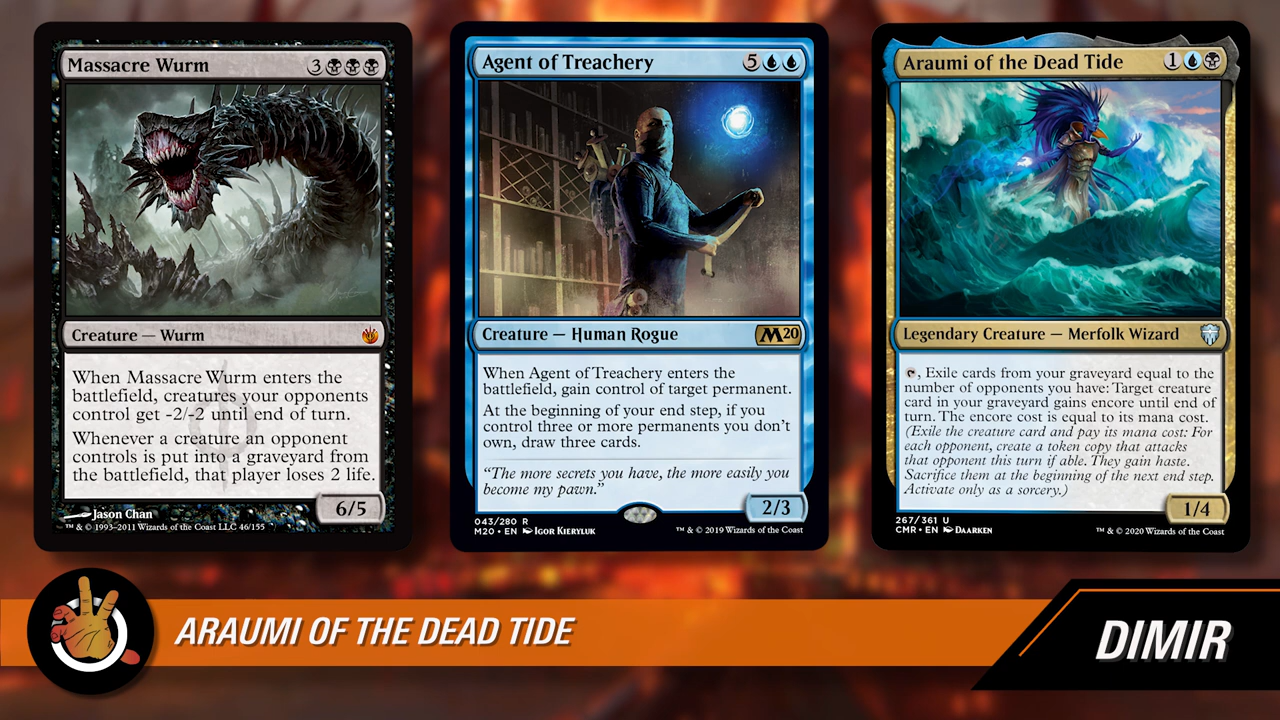 Massacre Wurm 3
Creature — Wurm
When Massacre Wurm enters the
battlefield, creatures your opponents
control get -2/-2 until end of turn.
Whenever a creature an opponent
controls is put into a graveyard from
the battlefield, that player loses 2 life.
6/5
Jason Chan
™ & © 1993–2011 Wizards of the Coast LLC 46/155
Agent of Treachery 5
Creature — Human Rogue M20
When Agent of Treachery enters the
battlefield, gain control of target permanent.
At the beginning of your end step, if you
control three or more permanents you don't
own, draw three cards.
“The more secrets you have, the more easily you
become my pawn.”
2/3
043/280 R
M20 • EN Igor Kieryluk ™ & © 2019 Wizards of the Coast
Araumi of the Dead Tide 1
Legendary Creature — Merfolk Wizard
, Exile cards from your graveyard equal to the
number of opponents you have: Target creature
card in your graveyard gains encore until end of
turn. The encore cost is equal to its mana cost.
(Exile the creature card and pay its mana cost: For
each opponent, create a token copy that attacks
that opponent this turn if able. They gain haste.
Sacrifice them at the beginning of the next end step.
Activate only as a sorcery.)
1/4
267/361 U
CMR • EN Daarken ™ & © 2020 Wizards of the Coast
ARAUMI OF THE DEAD TIDE
DIMIR